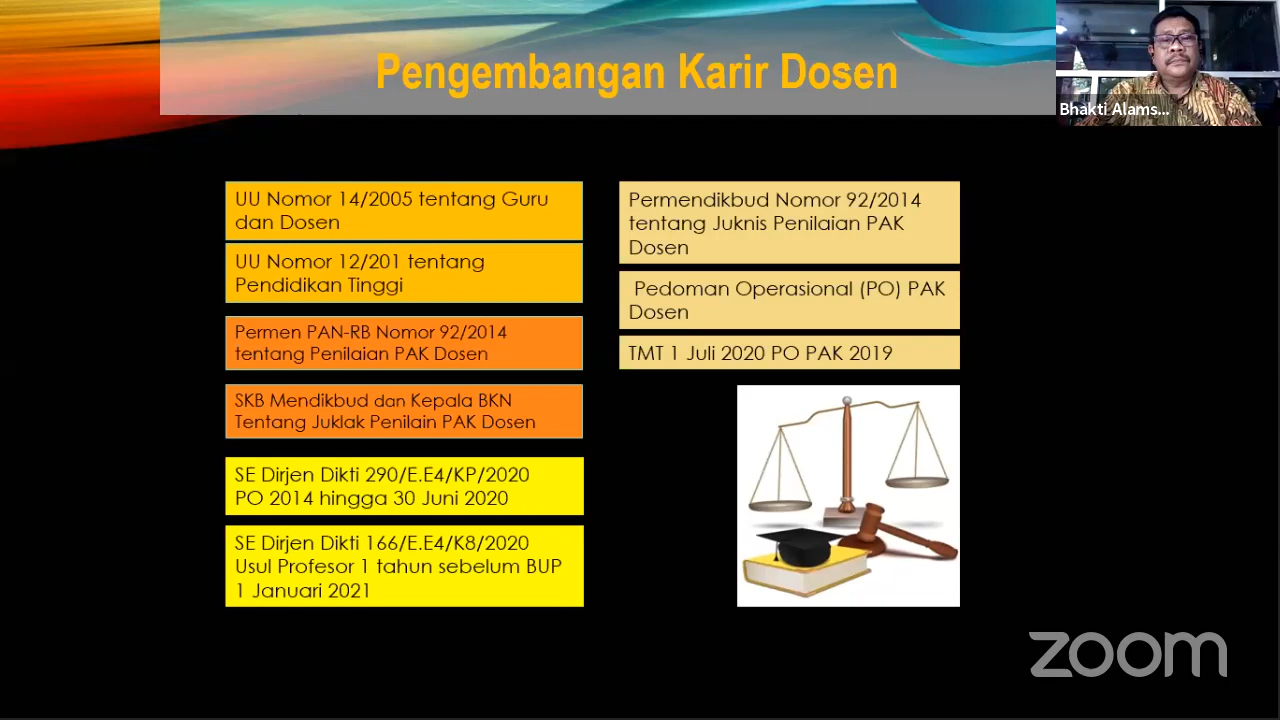 Pengembangan Karir Dosen
Bhakti Alams...
UU Nomor 14/2005 tentang Guru
dan Dosen
UU Nomor 12/201 tentang
Pendidikan Tinggi
Permen PAN-RB Nomor 92/2014
tentang Penilaian PAK Dosen
SKB Mendikbud dan Kepala BKN
Tentang Juklak Penilain PAK Dosen
SE Dirjen Dikti 290/E.E4/KP/2020
PO 2014 hingga 30 Juni 2020
SE Dirjen Dikti 166/E.E4/K8/2020
Usul Profesor 1 tahun sebelum BUP
1 Januari 2021
Permendikbud Nomor 92/2014
tentang Juknis Penilaian PAK
Dosen
Pedoman Operasional (PO) PAK
Dosen
TMT 1 Juli 2020 PO PAK 2019
zoom